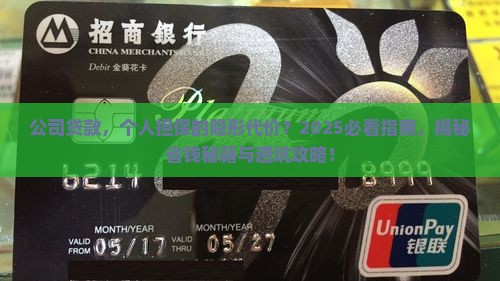 招商銀行
CHINA MERCHANTS
Debit 金葵花卡
Platinum
公司贷款，个人担保的隐形代价？2025必看指南，揭秘
省钱秘籍与避坑攻略！
6214 8999
MONTH/YEAR MONTH/YEAR
VALID FROM 05/17 VALID THRU 05/27
UnionPay
银联